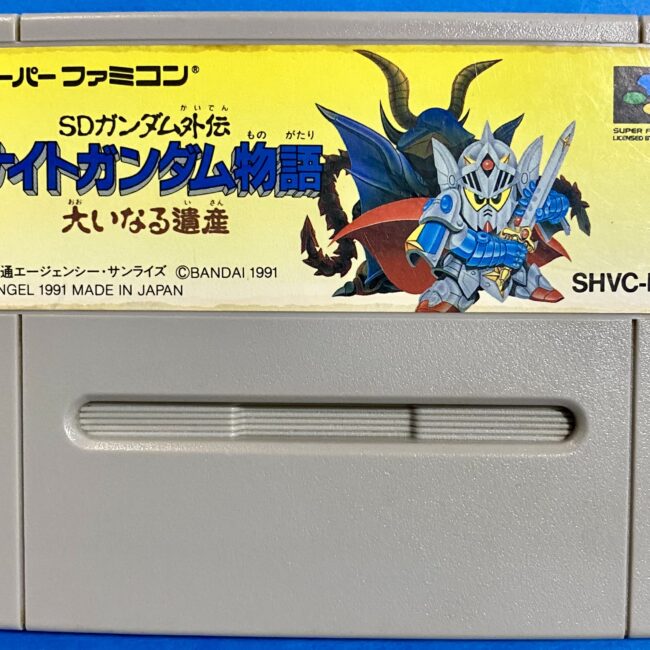 ーパー ファミコン®
SUPER F
LICENSED B
かいでん
SDガンダム外伝
もの がたり
ナイトガンダム物語
おお い さん
大いなる遺産
通エージェンシー・サンライズ ©BANDAI 1991
NGEL 1991 MADE IN JAPAN
SHVC-